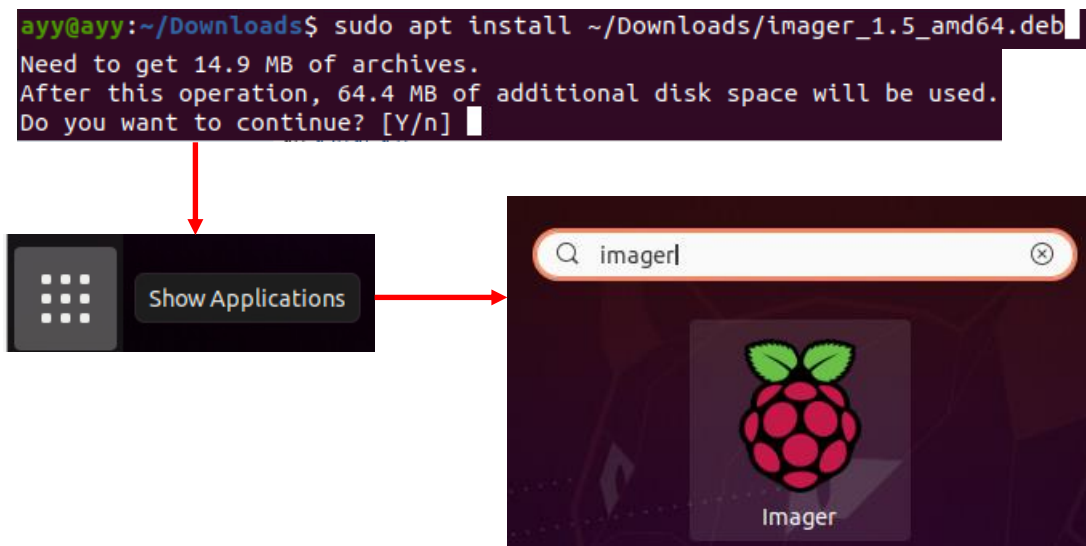 ayy@ayy:~/Downloads$ sudo apt install ~/Downloads/imager_1.5_amd64.deb
Need to get 14.9 MB of archives.
After this operation, 64.4 MB of additional disk space will be used.
Do you want to continue? [Y/n]
Show Applications
imager
Imager